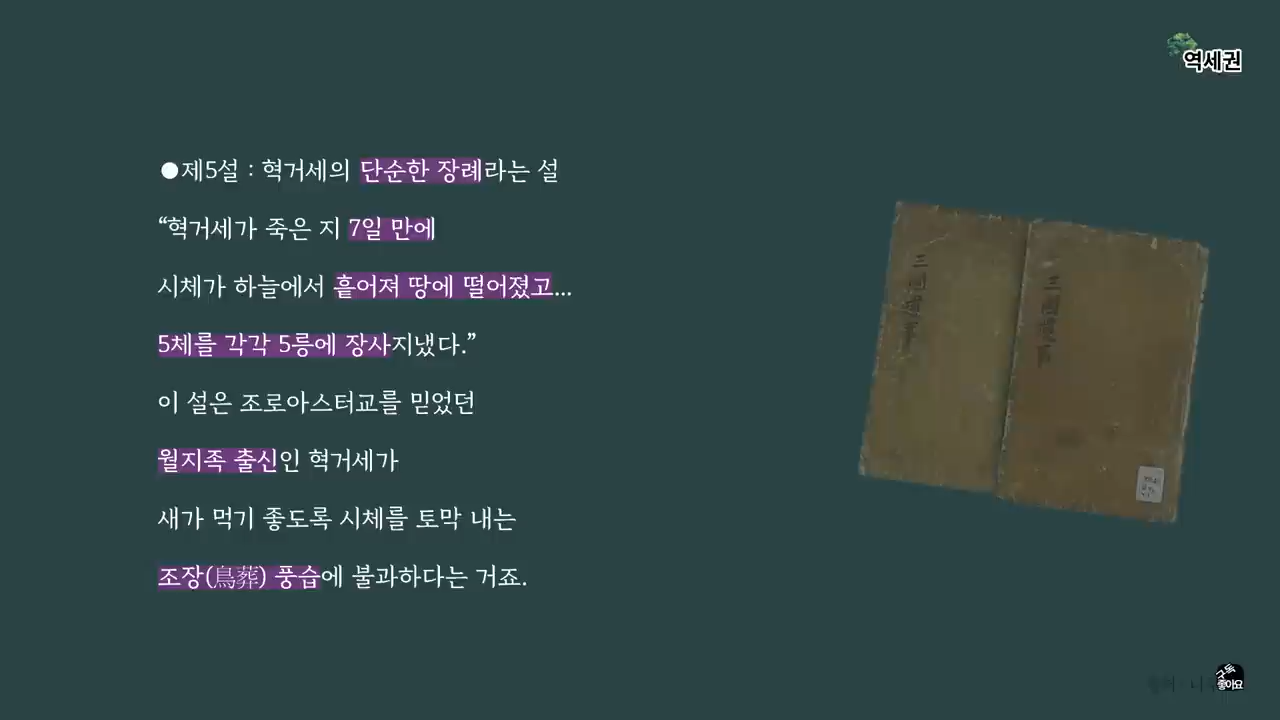 역세권
●제5설 : 혁거세의 단순한 장례라는 설
“혁거세가 죽은 지 7일 만에
시체가 하늘에서 흩어져 땅에 떨어졌고...
5체를 각각 5릉에 장사지냈다.”
이 설은 조로아스터교를 믿었던
월지족 출신인 혁거세가
새가 먹기 좋도록 시체를 토막 내는
조장(鳥葬) 풍습에 불과하다는 거죠.
구독
좋아요